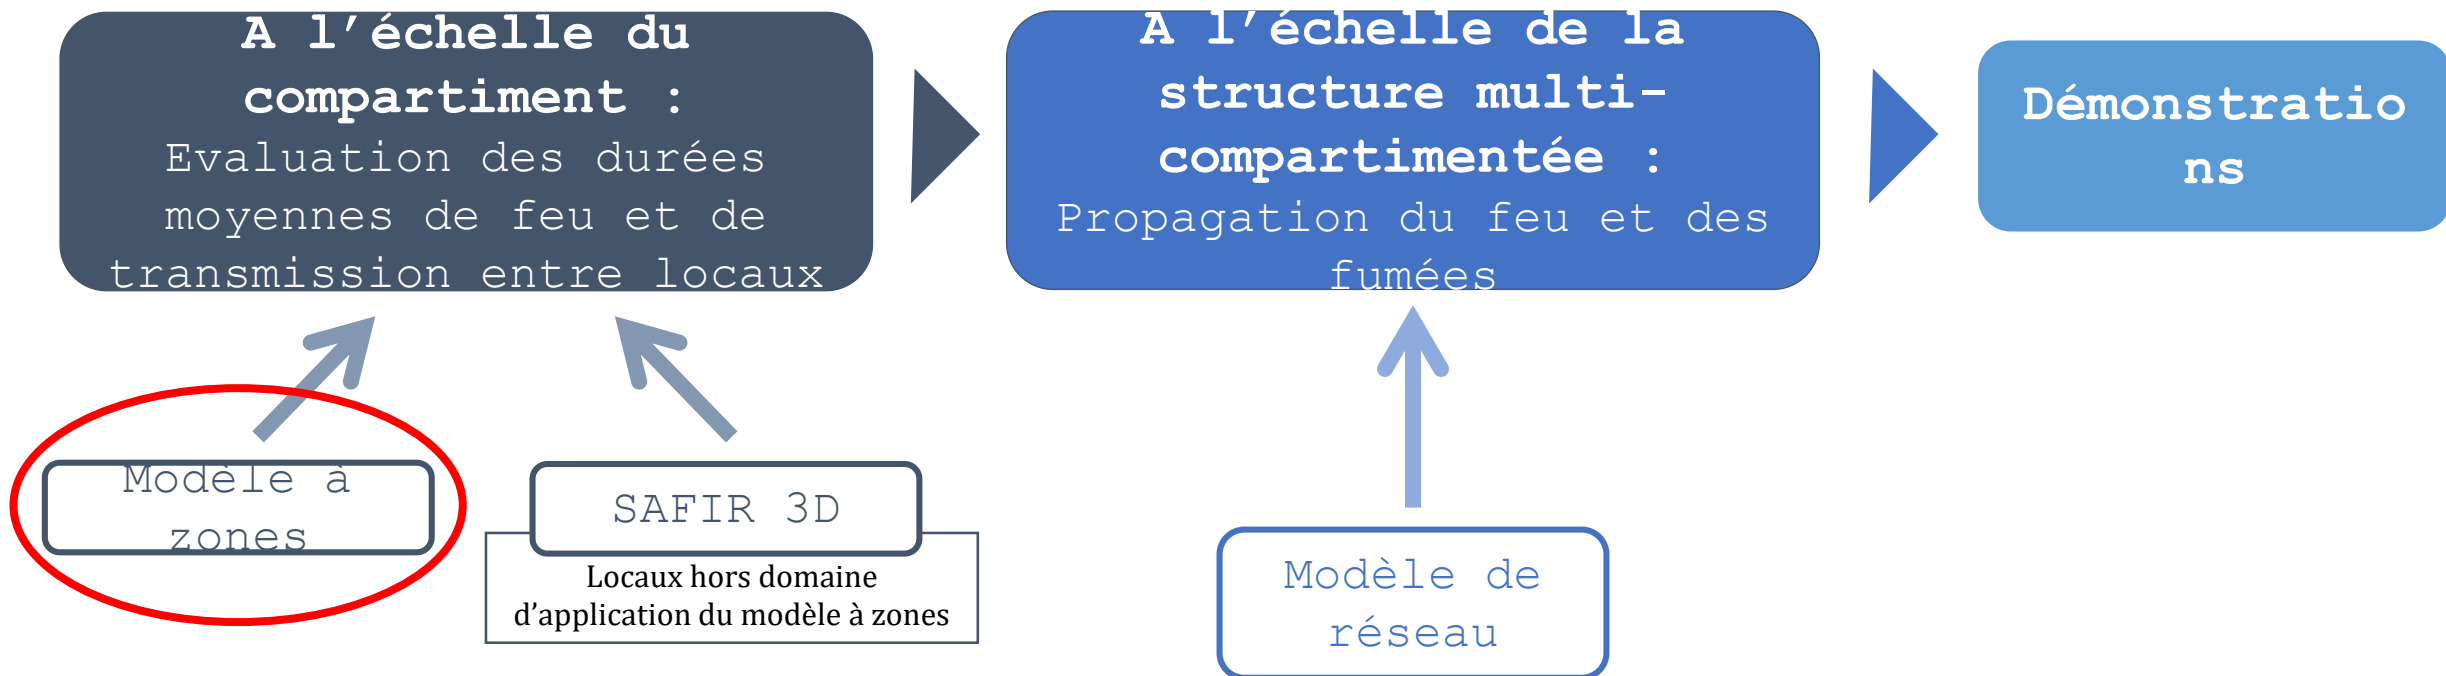 A l’échelle du
compartiment :
Evaluation des durées
moyennes de feu et de
transmission entre locaux
A l’échelle de la
structure multi-
compartimentée :
Propagation du feu et des
fumées
Démonstratio
ns
Modèle à
zones
SAFIR 3D
Locaux hors domaine
d’application du modèle à zones
Modèle de
réseau